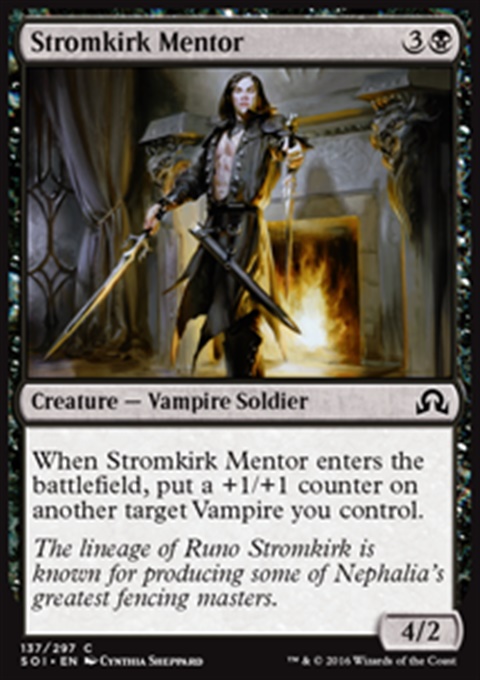 Stromkirk Mentor 3
Creature — Vampire Soldier
When Stromkirk Mentor enters the
battlefield, put a +1/+1 counter on
another target Vampire you control.
The lineage of Runo Stromkirk is
known for producing some of Nephalia's
greatest fencing masters.
4/2
137/297 C
SOI • EN Cynthia Sheppard
™ & © 2016 Wizards of the Coast